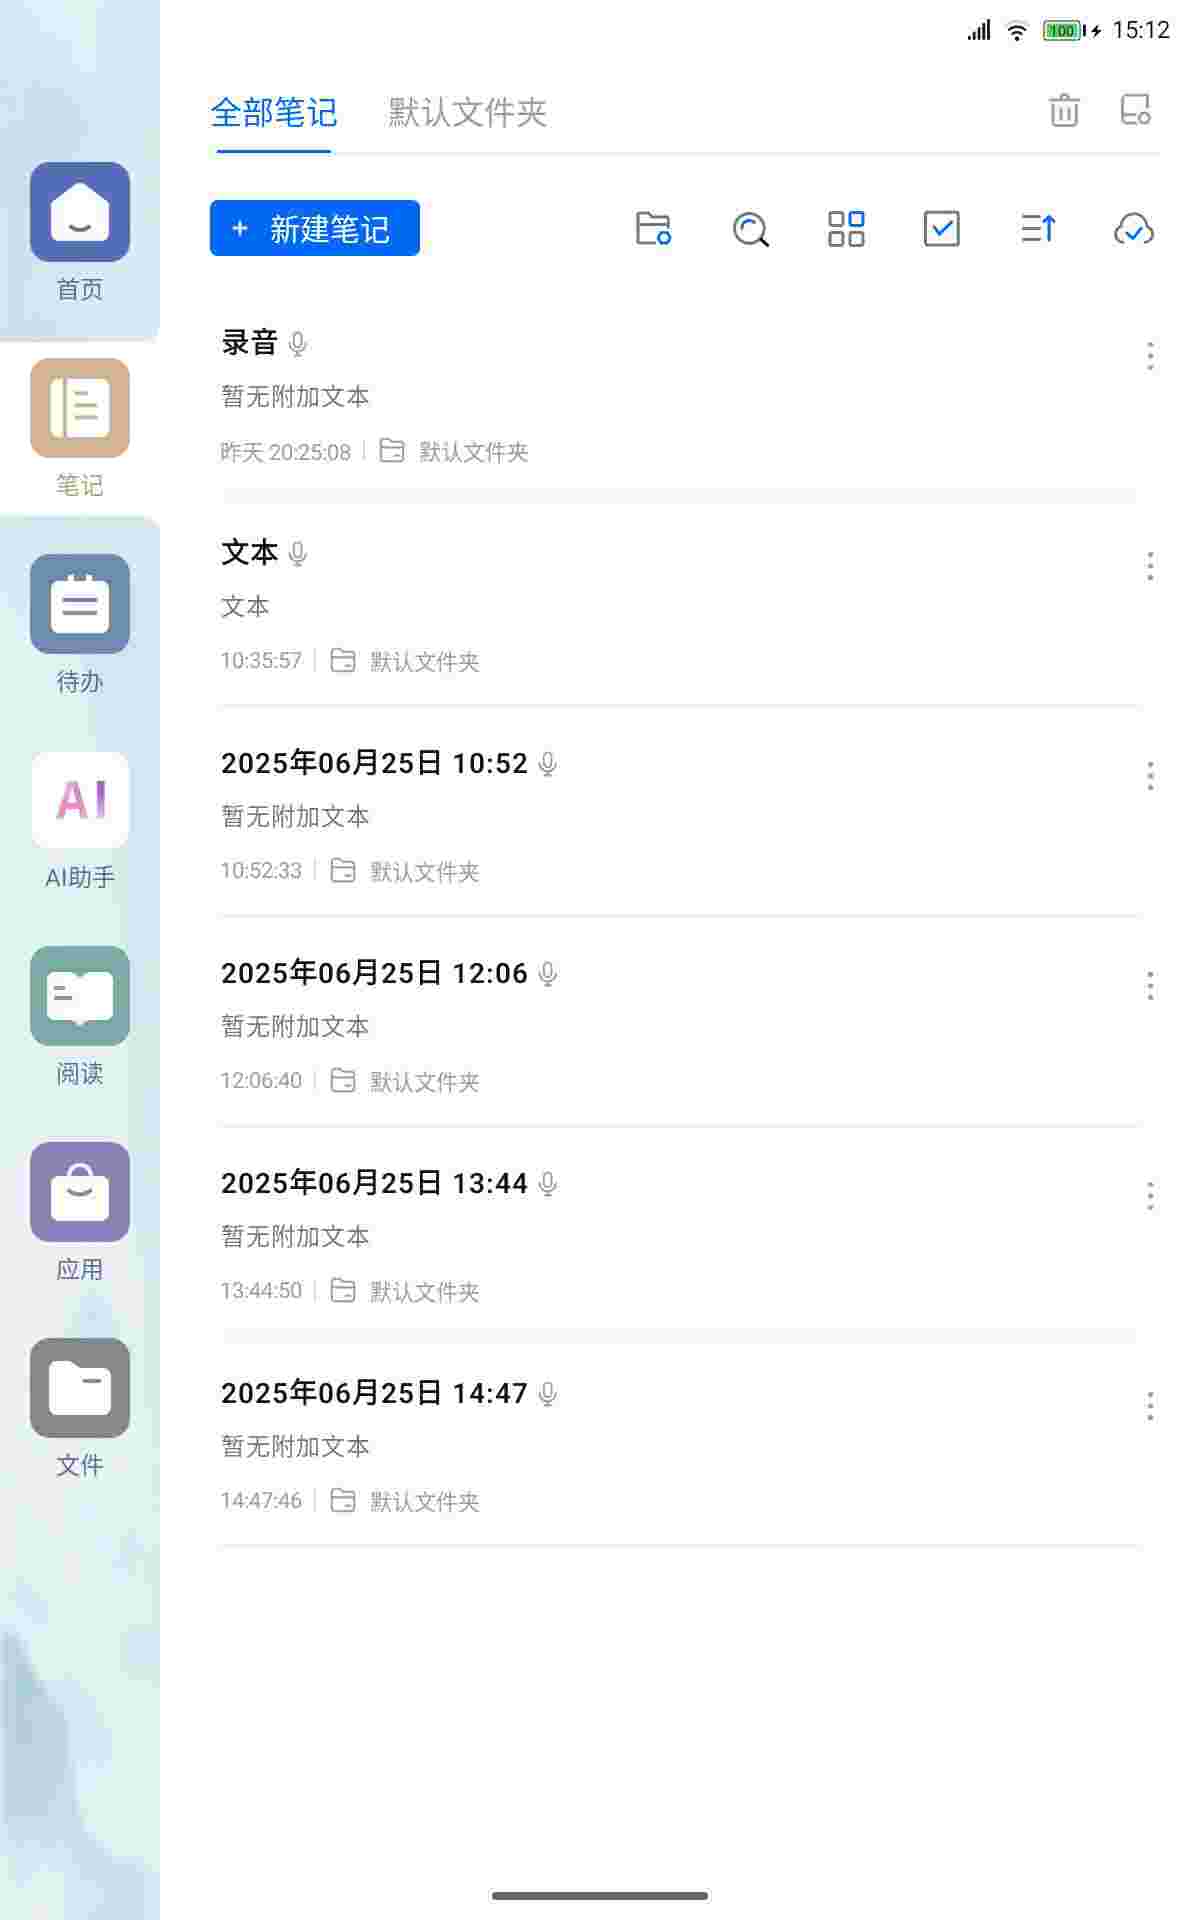 100 15:12
全部笔记 默认文件夹
+ 新建笔记
首页
笔记
待办
AI
AI助手
阅读
应用
文件
录音
暂无附加文本
昨天 20:25:08 默认文件夹
文本
文本
10:35:57 默认文件夹
2025年06月25日 10:52
暂无附加文本
10:52:33 默认文件夹
2025年06月25日 12:06
暂无附加文本
12:06:40 默认文件夹
2025年06月25日 13:44
暂无附加文本
13:44:50 默认文件夹
2025年06月25日 14:47
暂无附加文本
14:47:46 默认文件夹